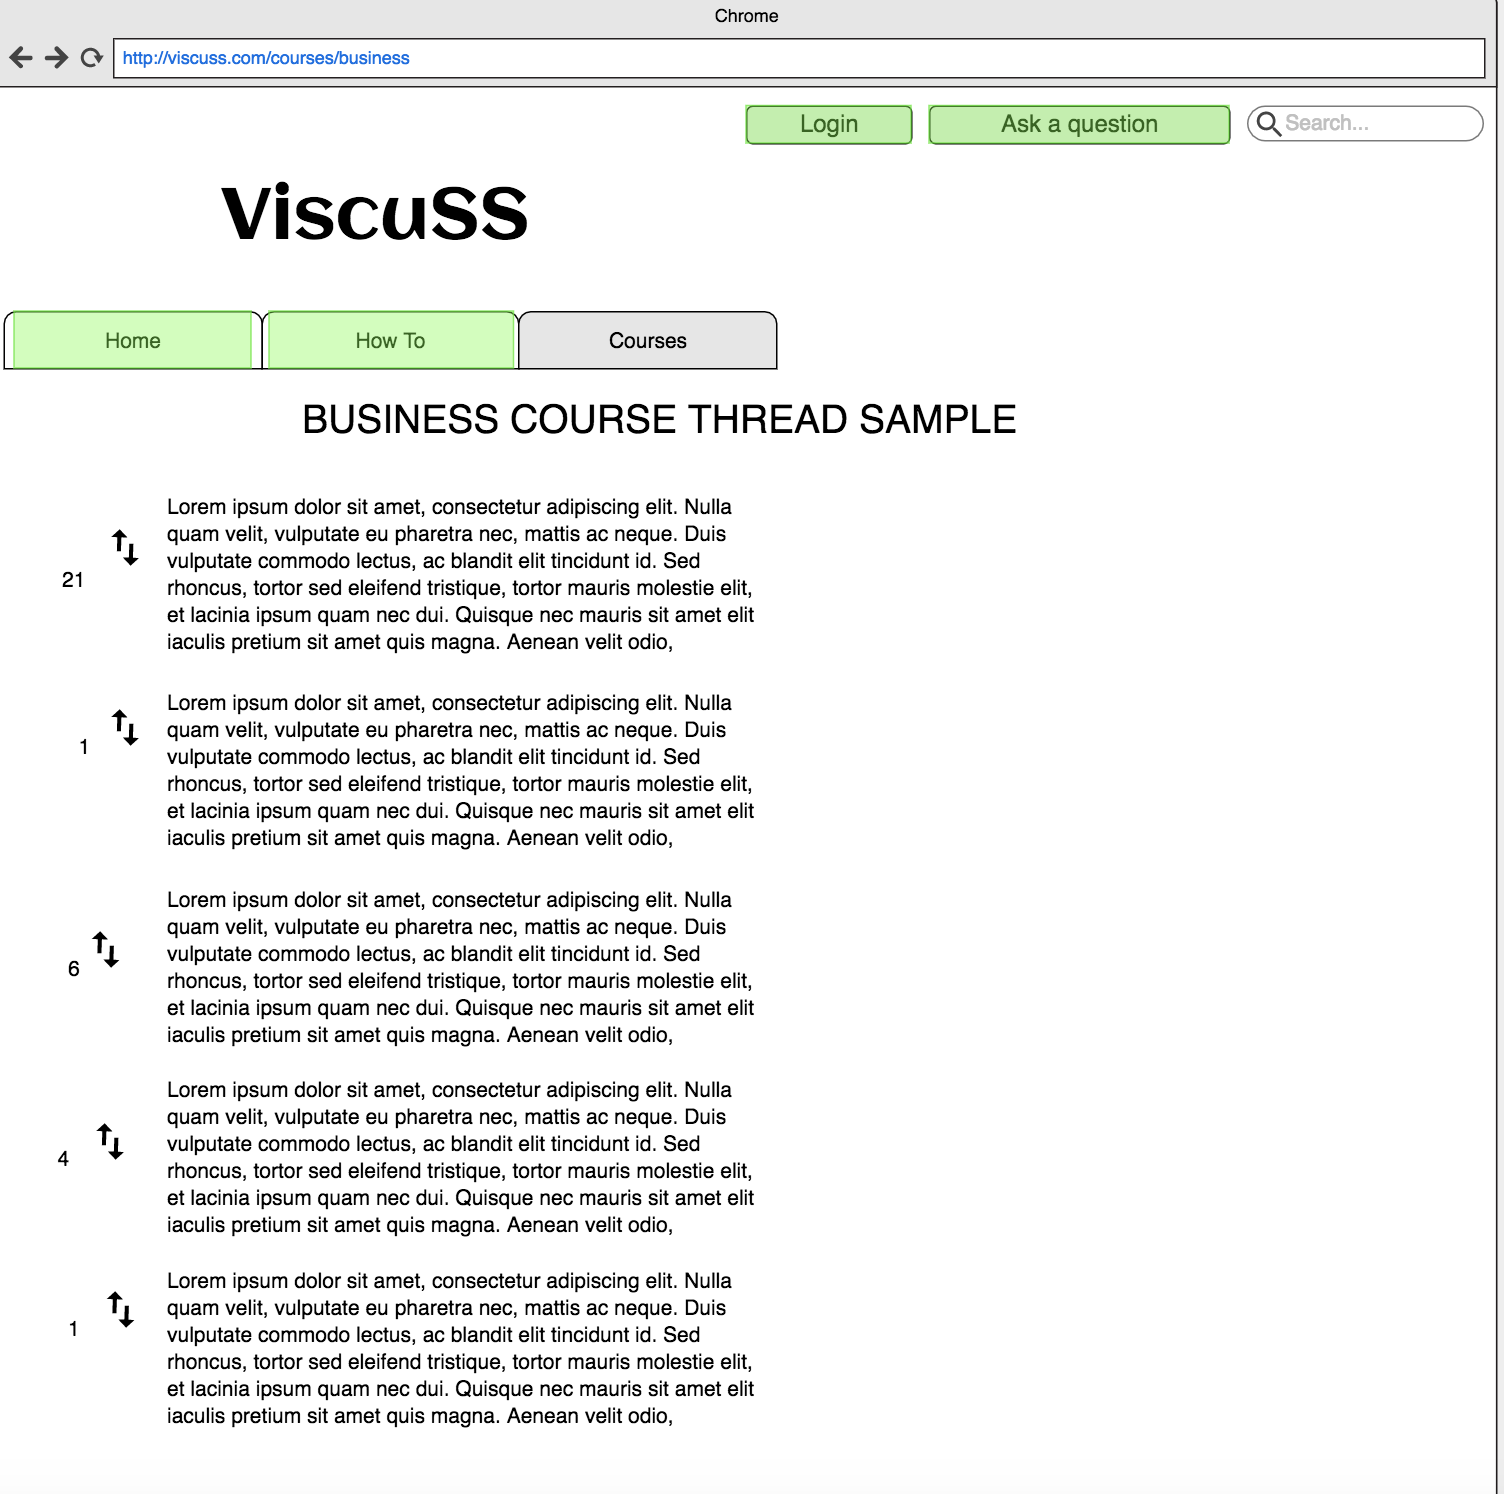 Chrome
http://viscuss.com/courses/business
Login
Ask a question
Search...
ViscuSS
Home
How To
Courses
BUSINESS COURSE THREAD SAMPLE
Lorem ipsum dolor sit amet, consectetur adipiscing elit. Nulla
quam velit, vulputate eu pharetra nec, mattis ac neque. Duis
vulputate commodo lectus, ac blandit elit tincidunt id. Sed
rhoncus, tortor sed eleifend tristique, tortor mauris molestie elit,
et lacinia ipsum quam nec dui. Quisque nec mauris sit amet elit
iaculis pretium sit amet quis magna. Aenean velit odio,
21
Lorem ipsum dolor sit amet, consectetur adipiscing elit. Nulla
quam velit, vulputate eu pharetra nec, mattis ac neque. Duis
vulputate commodo lectus, ac blandit elit tincidunt id. Sed
rhoncus, tortor sed eleifend tristique, tortor mauris molestie elit,
et lacinia ipsum quam nec dui. Quisque nec mauris sit amet elit
iaculis pretium sit amet quis magna. Aenean velit odio,
1
Lorem ipsum dolor sit amet, consectetur adipiscing elit. Nulla
quam velit, vulputate eu pharetra nec, mattis ac neque. Duis
vulputate commodo lectus, ac blandit elit tincidunt id. Sed
rhoncus, tortor sed eleifend tristique, tortor mauris molestie elit,
et lacinia ipsum quam nec dui. Quisque nec mauris sit amet elit
iaculis pretium sit amet quis magna. Aenean velit odio,
6
Lorem ipsum dolor sit amet, consectetur adipiscing elit. Nulla
quam velit, vulputate eu pharetra nec, mattis ac neque. Duis
vulputate commodo lectus, ac blandit elit tincidunt id. Sed
rhoncus, tortor sed eleifend tristique, tortor mauris molestie elit,
et lacinia ipsum quam nec dui. Quisque nec mauris sit amet elit
iaculis pretium sit amet quis magna. Aenean velit odio,
4
Lorem ipsum dolor sit amet, consectetur adipiscing elit. Nulla
quam velit, vulputate eu pharetra nec, mattis ac neque. Duis
vulputate commodo lectus, ac blandit elit tincidunt id. Sed
rhoncus, tortor sed eleifend tristique, tortor mauris molestie elit,
et lacinia ipsum quam nec dui. Quisque nec mauris sit amet elit
iaculis pretium sit amet quis magna. Aenean velit odio,
1